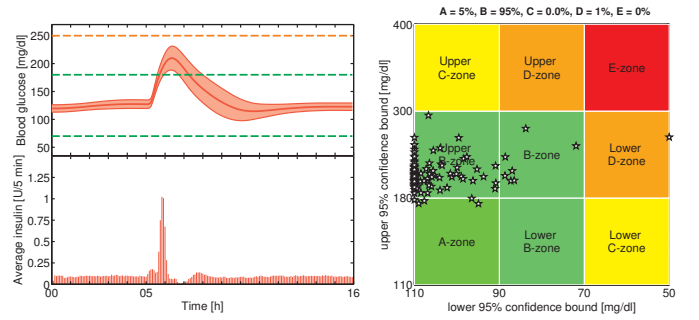 A = 5%, B = 95%, C = 0.0%, D = 1%, E = 0%
Blood glucose [mg/dl]
250
200
150
100
50
Average insulin [U/5 min]
1.25
1
0.75
0.5
0.25
0
00
05
11
16
Time [h]
upper 95% confidence bound [mg/dl]
400
300
180
110
Upper
C-zone
Upper
D-zone
E-zone
Upper
B-zone
B-zone
Lower
D-zone
A-zone
Lower
B-zone
Lower
C-zone
110
90
70
50
lower 95% confidence bound [mg/dl]